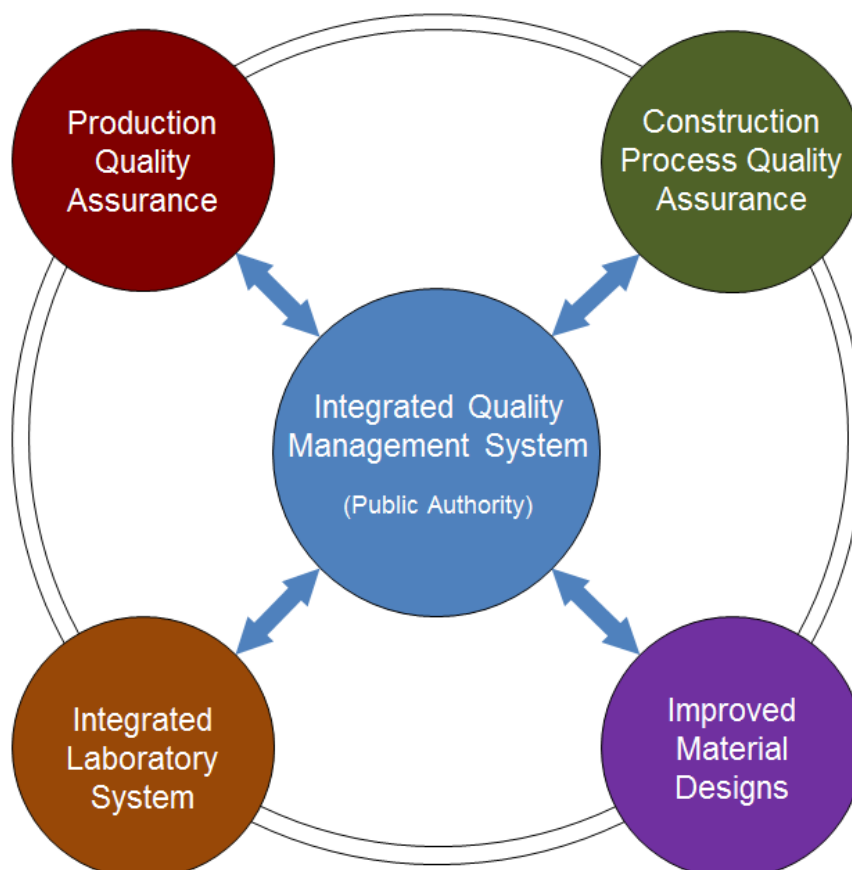 Production
Quality
Assurance
Construction
Process Quality
Assurance
Integrated Quality
Management System
(Public Authority)
Integrated
Laboratory
System
Improved
Material
Designs